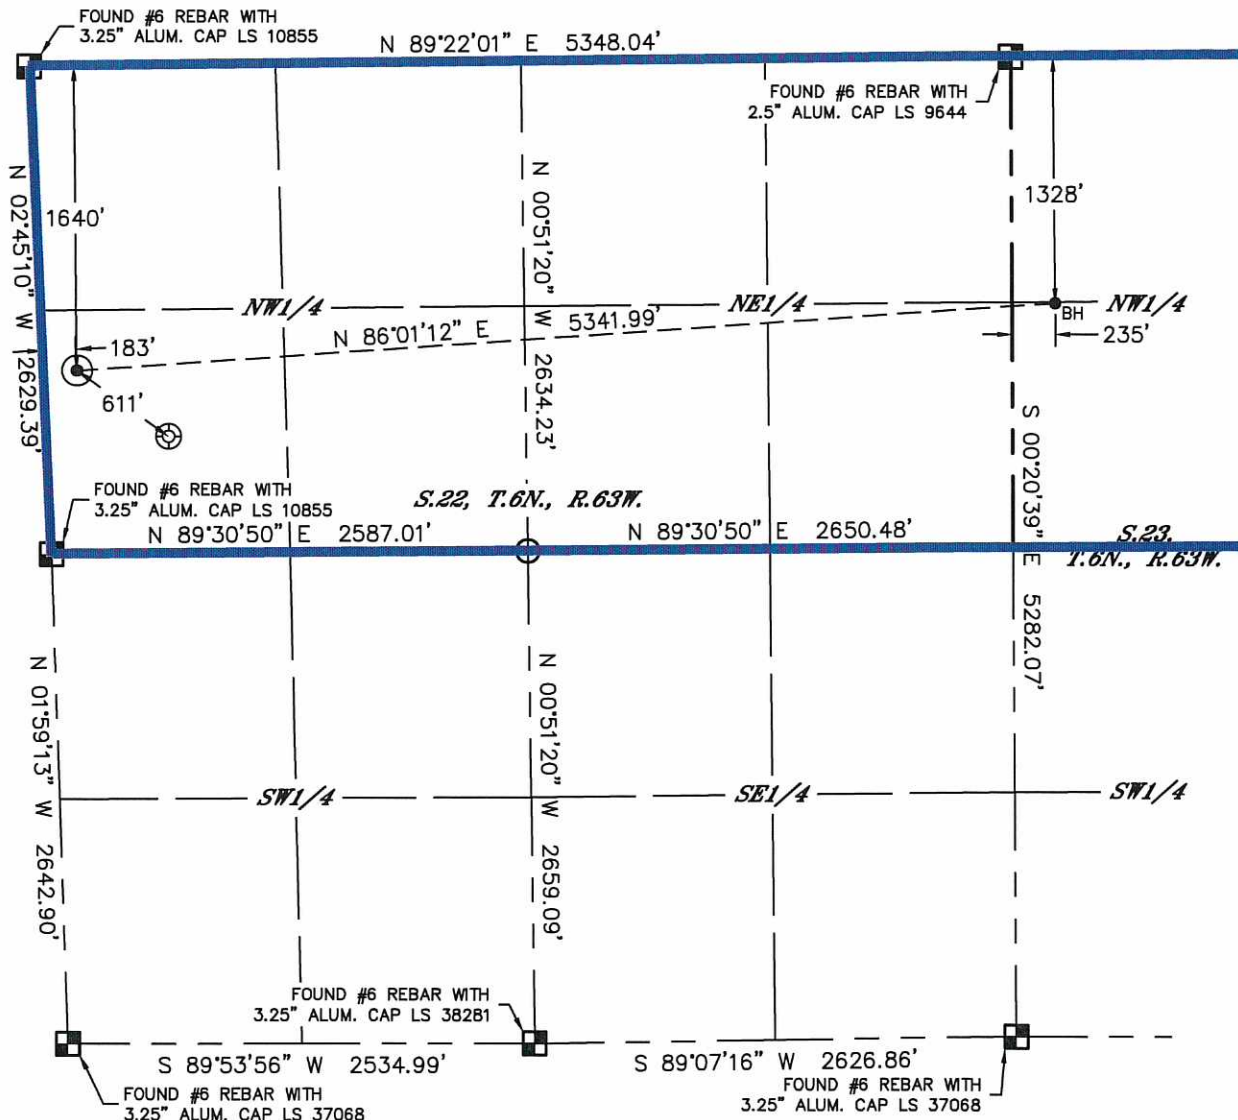 FOUND #6 REBAR WITH
3.25" ALUM. CAP LS 10855
N 89°22'01" E 5348.04'
FOUND #6 REBAR WITH
2.5" ALUM. CAP LS 9644
N 02°45'10" W 2629.39'
1640'
N 00°51'20" W 2634.23'
1328'
NW1/4
NE1/4
NW1/4
BH
N 86°01'12" E 5341.99'
183'
235'
611'
S 00°20'39" E 5282.07'
FOUND #6 REBAR WITH
3.25" ALUM. CAP LS 10855
S.22, T.6N., R.63W.
N 89°30'50" E 2587.01'
N 89°30'50" E 2650.48'
S.23,
T.6N., R.63W.
N 01°59'13" W 2642.90'
N 00°51'20" W 2659.09'
SW1/4
SE1/4
SW1/4
FOUND #6 REBAR WITH
3.25" ALUM. CAP LS 38281
S 89°53'56" W 2534.99'
S 89°07'16" W 2626.86'
FOUND #6 REBAR WITH
3.25" ALUM. CAP LS 37068
FOUND #6 REBAR WITH
3.25" ALUM. CAP LS 37068